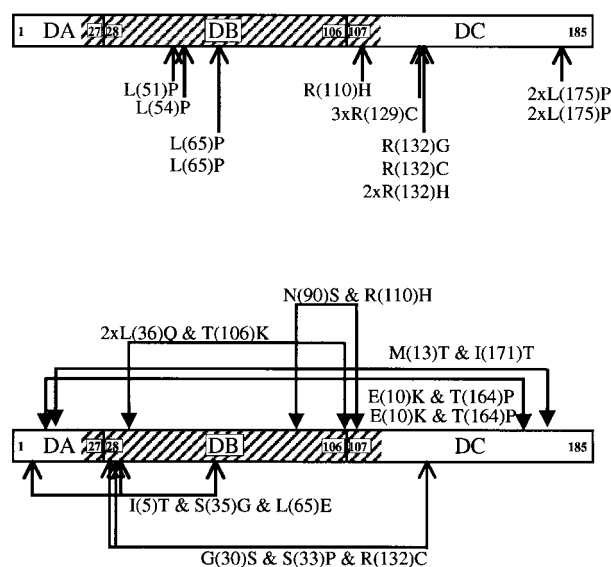 1 DA 27 28 DB 106 107 DC 185
L(51)P
L(54)P
L(65)P
L(65)P
R(110)H
3xR(129)C
R(132)G
R(132)C
2xR(132)H
2xL(175)P
2xL(175)P
N(90)S & R(110)H
2xL(36)Q & T(106)K
M(13)T & I(171)T
E(10)K & T(164)P
E(10)K & T(164)P
1 DA 27 28 DB 106 107 DC 185
I(5)T & S(35)G & L(65)E
G(30)S & S(33)P & R(132)C